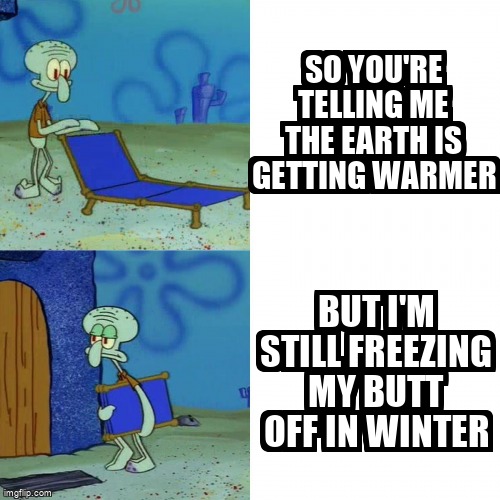 SO YOU'RE
TELLING ME
THE EARTH IS
GETTING WARMER
BUT I'M
STILL FREEZING
MY BUTT
OFF IN WINTER
imgflip.com